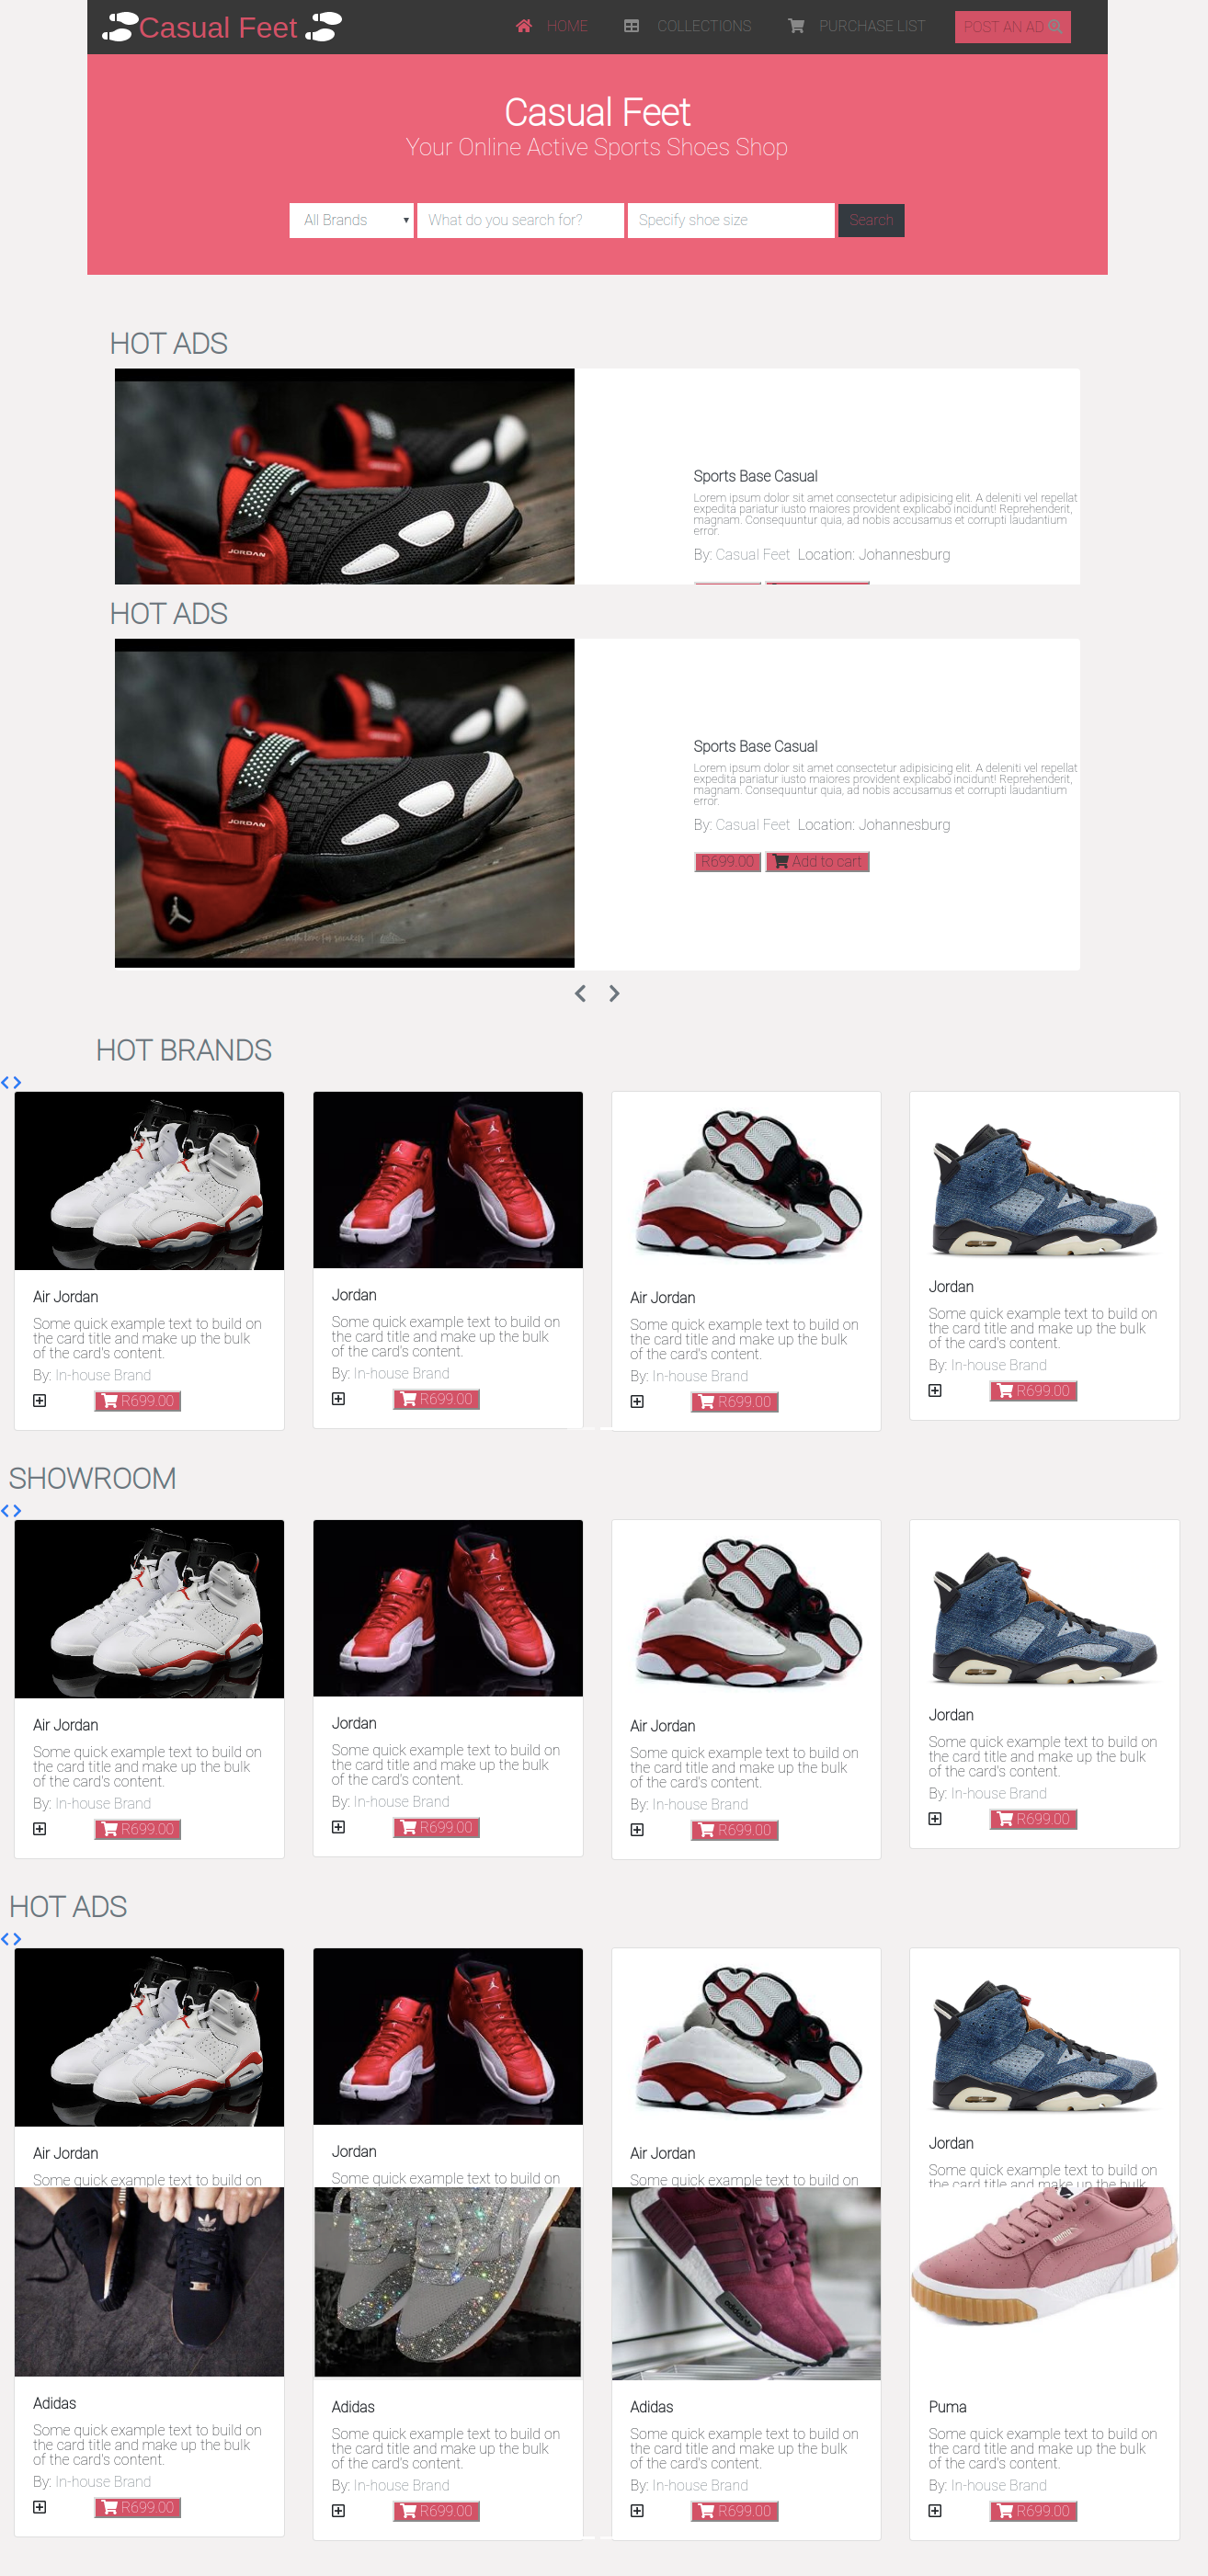 Casual Feet
HOME
COLLECTIONS
PURCHASE LIST
POST AN AD
Casual Feet
Your Online Active Sports Shoes Shop
All Brands
What do you search for?
Specify shoe size
Search
HOT ADS
JORDAN
Sports Base Casual
Lorem ipsum dolor sit amet consectetur adipisicing elit. A deleniti vel repellat
expedita pariatur iusto maiores provident explicabo incidunt! Reprehenderit,
magnam. Consequuntur quia, ad nobis accusamus et corrupti laudantium
error.
By: Casual Feet Location: Johannesburg
HOT ADS
JORDAN
Sports Base Casual
Lorem ipsum dolor sit amet consectetur adipisicing elit. A deleniti vel repellat
expedita pariatur iusto maiores provident explicabo incidunt! Reprehenderit,
magnam. Consequuntur quia, ad nobis accusamus et corrupti laudantium
error.
By: Casual Feet Location: Johannesburg
R699.00 Add to cart
HOT BRANDS
Air Jordan
Some quick example text to build on
the card title and make up the bulk
of the card's content.
By: In-house Brand
R699.00
Jordan
Some quick example text to build on
the card title and make up the bulk
of the card's content.
By: In-house Brand
R699.00
Air Jordan
Some quick example text to build on
the card title and make up the bulk
of the card's content.
By: In-house Brand
R699.00
Jordan
Some quick example text to build on
the card title and make up the bulk
of the card's content.
By: In-house Brand
R699.00
SHOWROOM
Air Jordan
Some quick example text to build on
the card title and make up the bulk
of the card's content.
By: In-house Brand
R699.00
Jordan
Some quick example text to build on
the card title and make up the bulk
of the card's content.
By: In-house Brand
R699.00
Air Jordan
Some quick example text to build on
the card title and make up the bulk
of the card's content.
By: In-house Brand
R699.00
Jordan
Some quick example text to build on
the card title and make up the bulk
of the card's content.
By: In-house Brand
R699.00
HOT ADS
Air Jordan
Some quick example text to build on
Jordan
Some quick example text to build on
Air Jordan
Some quick example text to build on
Jordan
Some quick example text to build on
the card title and make up the bulk
adidas
Adidas
Some quick example text to build on
the card title and make up the bulk
of the card's content.
By: In-house Brand
R699.00
Adidas
Some quick example text to build on
the card title and make up the bulk
of the card's content.
By: In-house Brand
R699.00
adidas
Adidas
Some quick example text to build on
the card title and make up the bulk
of the card's content.
By: In-house Brand
R699.00
PUMA
Puma
Some quick example text to build on
the card title and make up the bulk
of the card's content.
By: In-house Brand
R699.00